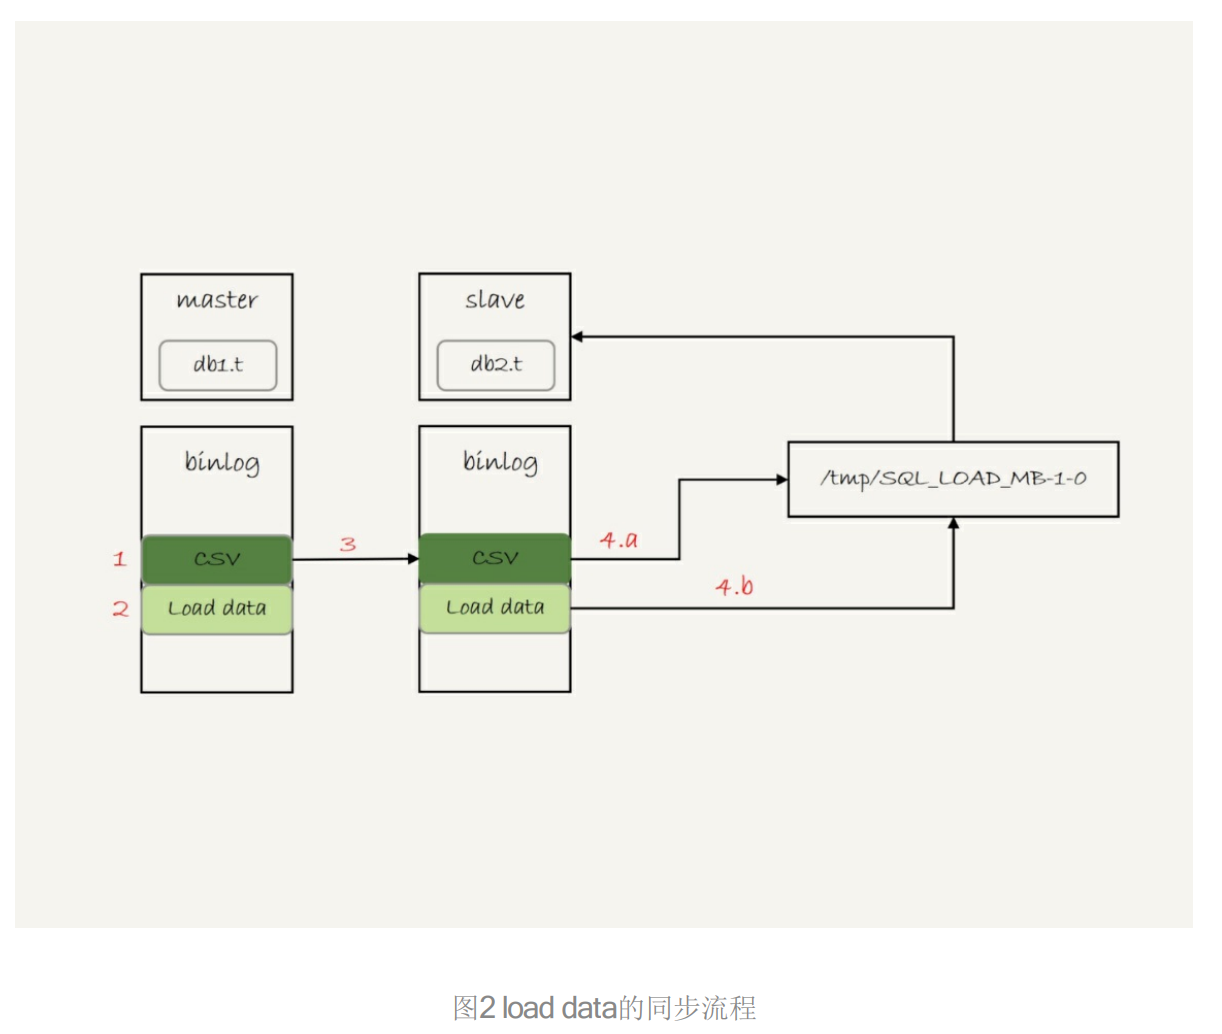 master
slave
db1.t
db2.t
binlog
binlog
/tmp/SQL_LOAD_MB-1-0
1
CSV
3
CSV
4.a
2
Load data
Load data
4.b
图2 load data的同步流程